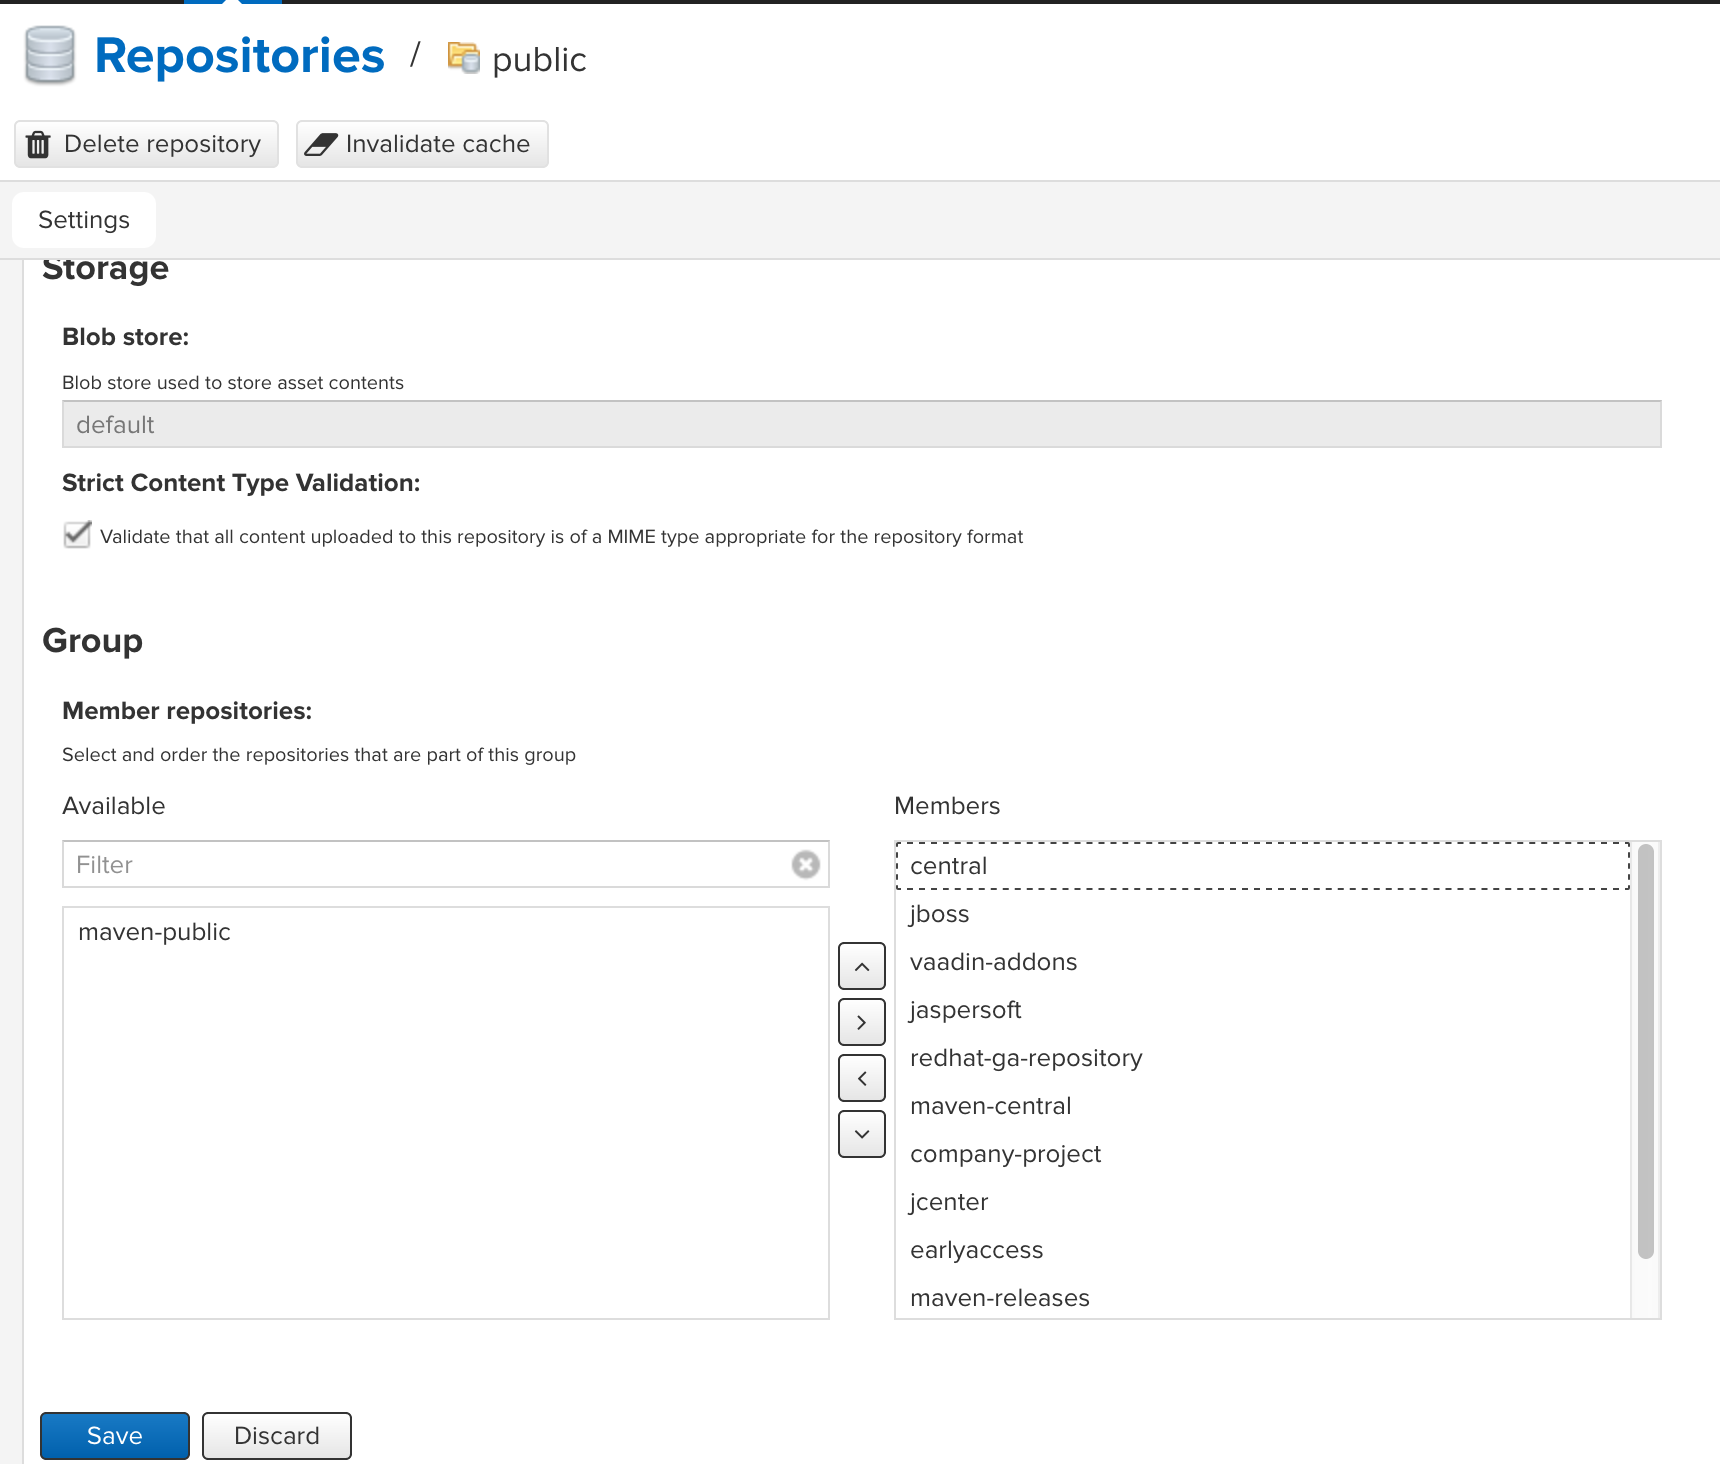 Repositories / public
Delete repository
Invalidate cache
Settings
Storage
Blob store:
Blob store used to store asset contents
default
Strict Content Type Validation:
Validate that all content uploaded to this repository is of a MIME type appropriate for the repository format
Group
Member repositories:
Select and order the repositories that are part of this group
Available
Filter
maven-public
Members
central
jboss
vaadin-addons
jaspersoft
redhat-ga-repository
maven-central
company-project
jcenter
earlyaccess
maven-releases
Save
Discard